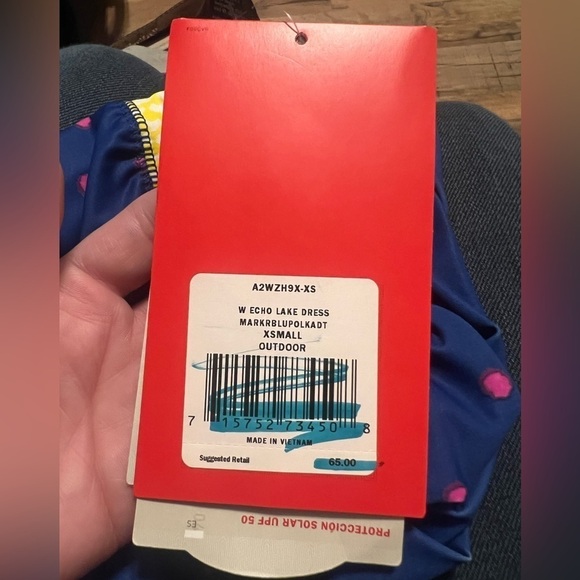 A2WZH9X-XS
W ECHO LAKE DRESS
MARKRBLUPOLKADT
XSMALL
OUTDOOR
7 15752 73450 8
MADE IN VIETNAM
Suggested Retail 65.00
PROTECCIÓN SOLAR UPF 50
ES